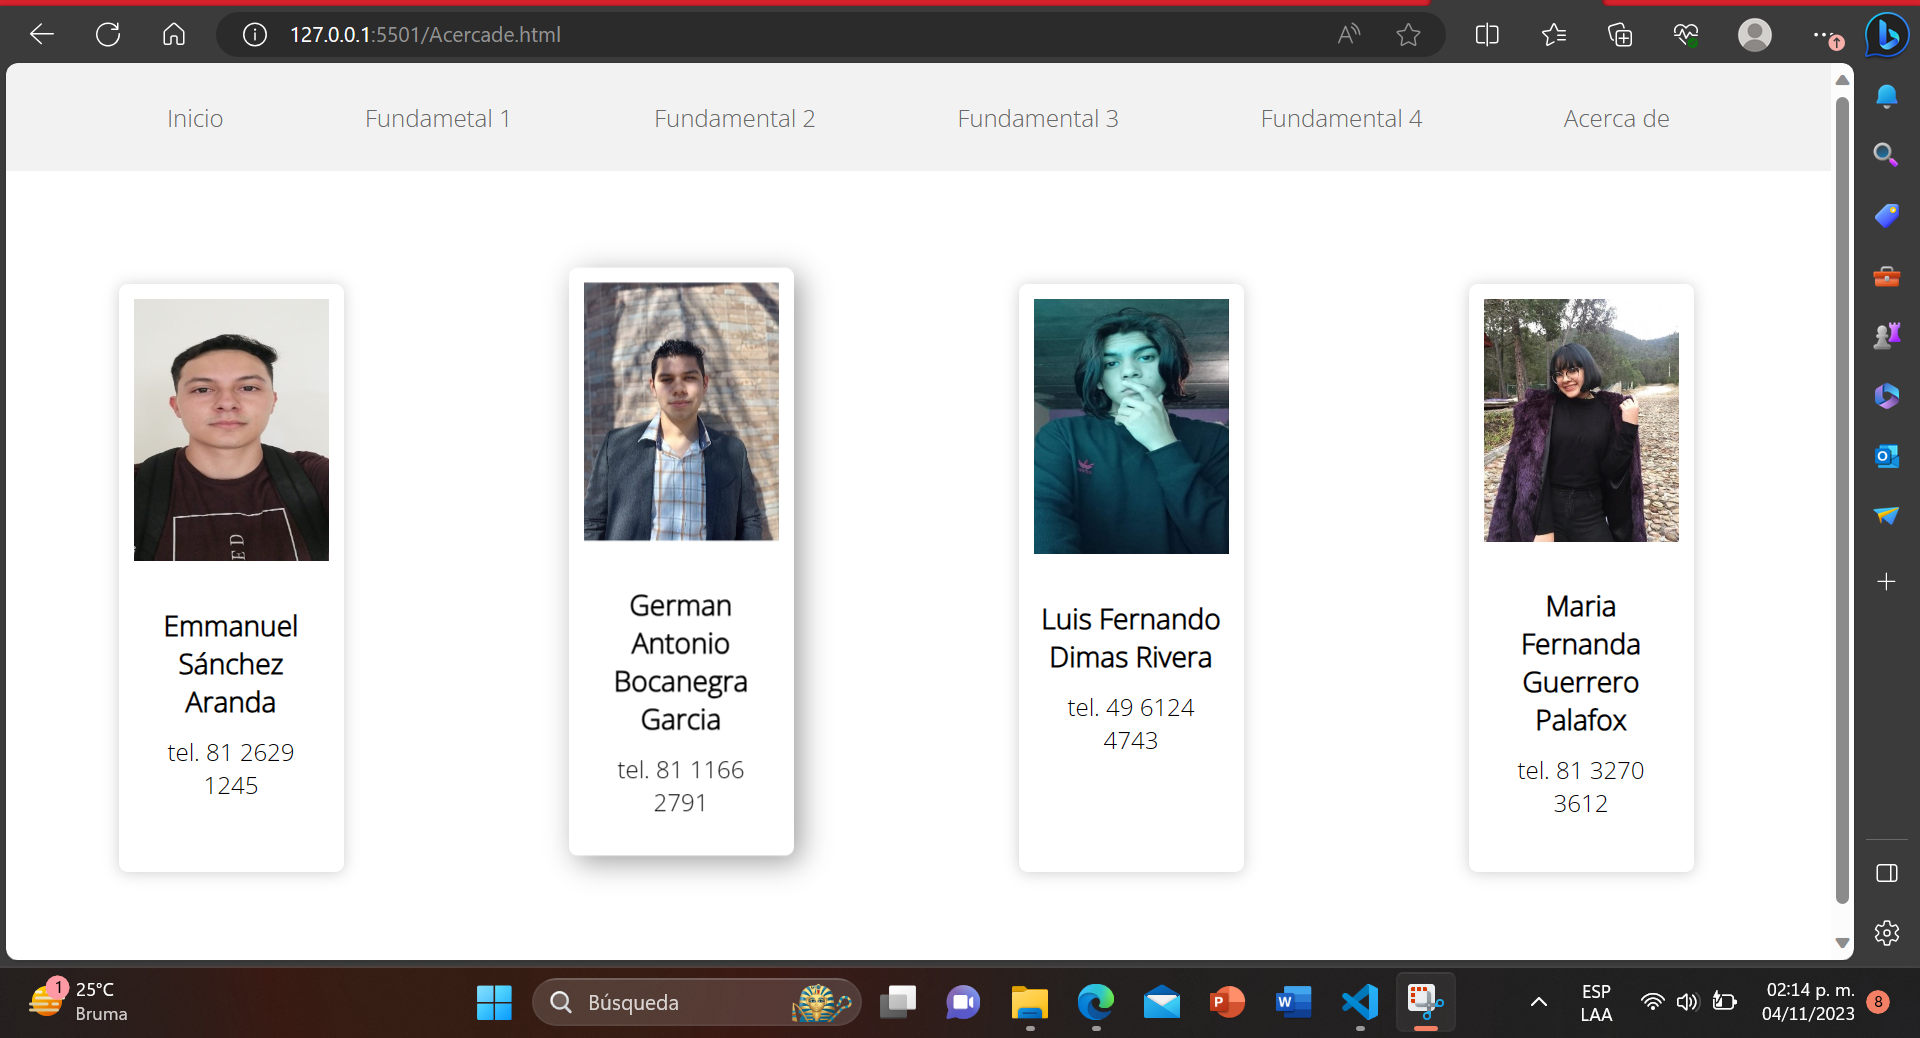 127.0.0.1:5501/Acercade.html
Inicio
Fundametal 1
Fundamental 2
Fundamental 3
Fundamental 4
Acerca de
ED
Emmanuel
Sánchez
Aranda
tel. 81 2629
1245
German
Antonio
Bocanegra
Garcia
tel. 81 1166
2791
Luis Fernando
Dimas Rivera
tel. 49 6124
4743
Maria
Fernanda
Guerrero
Palafox
tel. 81 3270
3612
1
25°C
Bruma
Búsqueda
ESP
LAA
02:14 p. m.
04/11/2023
8